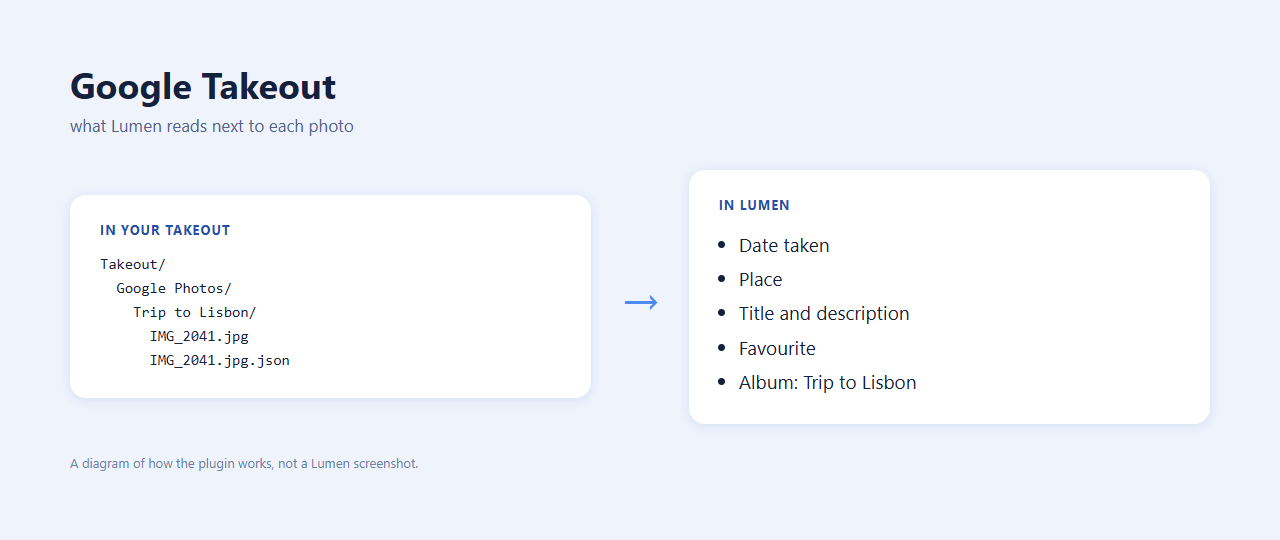 Google Takeout
what Lumen reads next to each photo
IN YOUR TAKEOUT
Takeout/
Google Photos/
Trip to Lisbon/
IMG_2041.jpg
IMG_2041.jpg.json
→
IN LUMEN
• Date taken
• Place
• Title and description
• Favourite
• Album: Trip to Lisbon
A diagram of how the plugin works, not a Lumen screenshot.